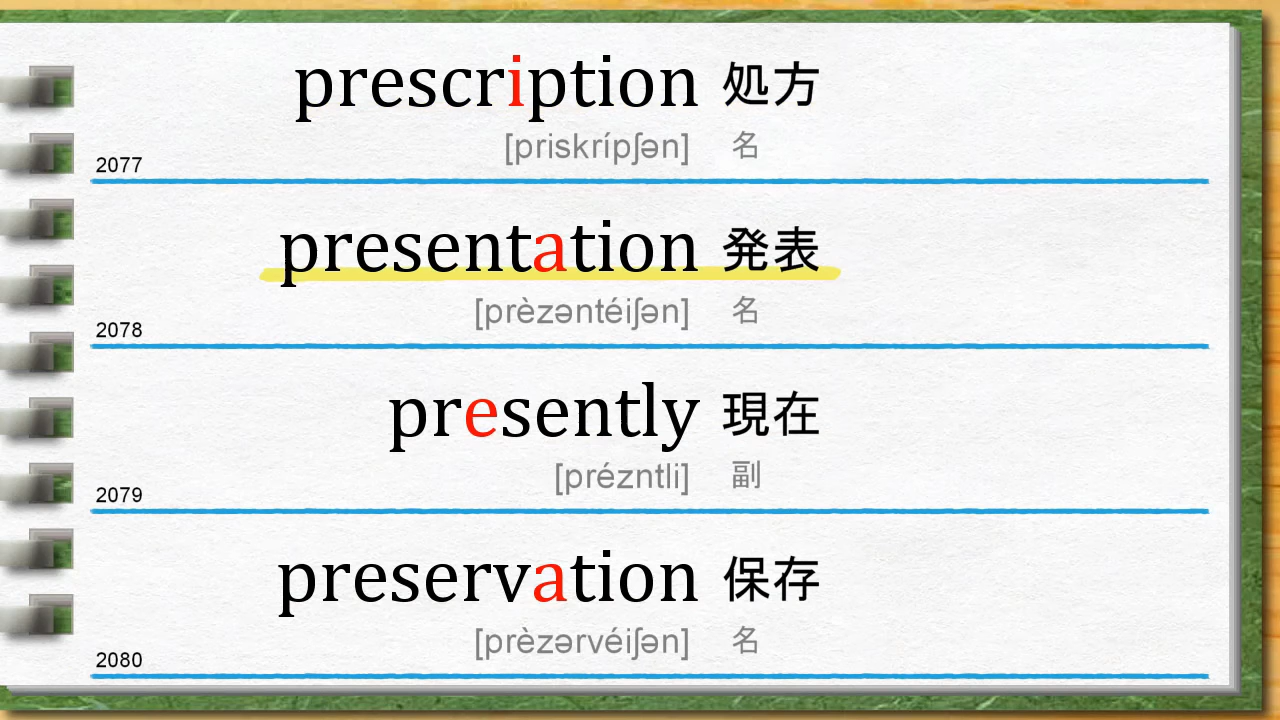 prescription 処方
[priskrípʃən] 名
2077
presentation 発表
[prèzəntéiʃən] 名
2078
presently 現在
[prézntli] 副
2079
preservation 保存
[prèzərvéiʃən] 名
2080